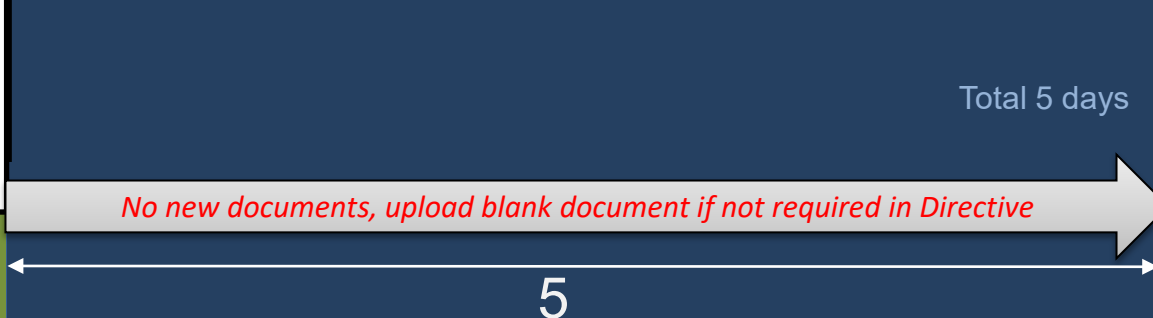 Total 5 days
No new documents, upload blank document if not required in Directive
5